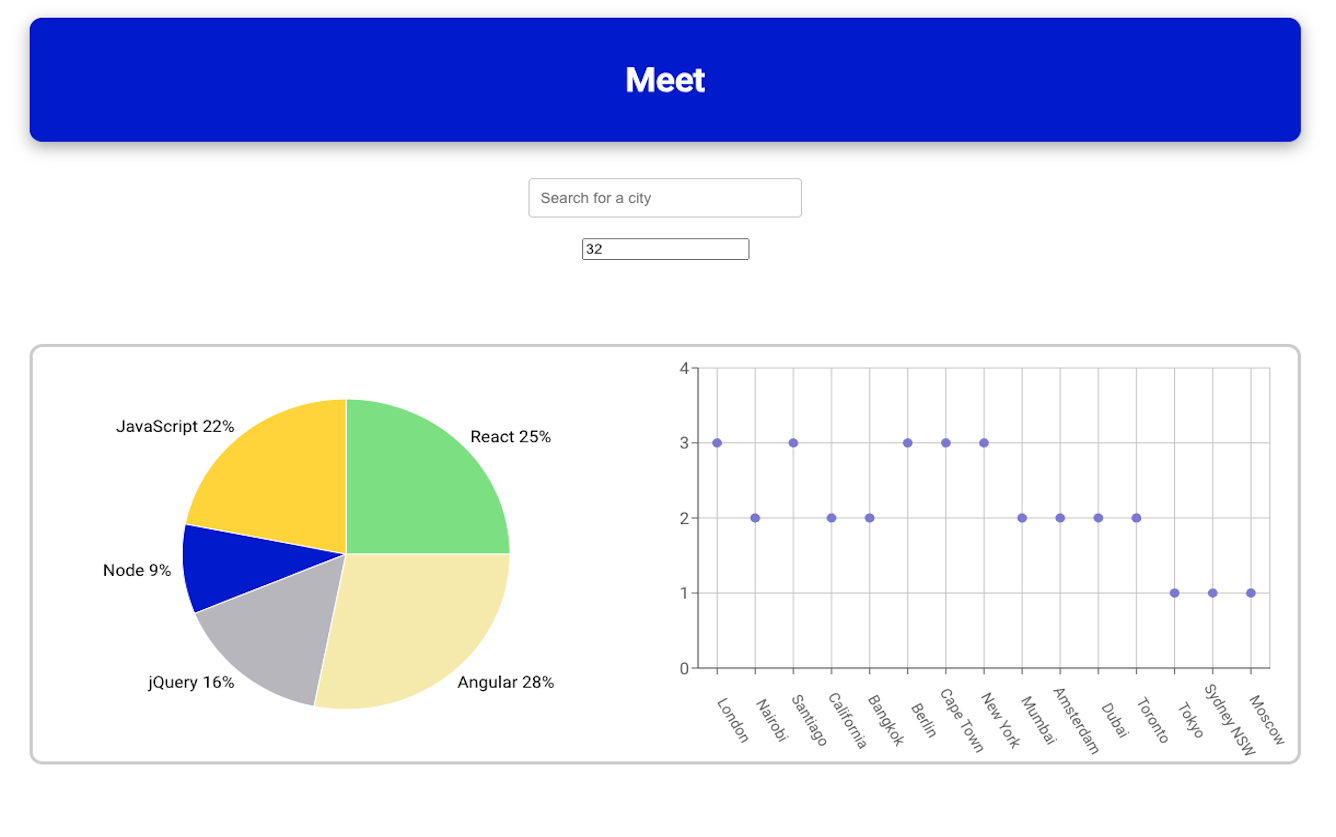 Meet
Search for a city
32
JavaScript 22%
React 25%
Node 9%
jQuery 16%
Angular 28%
4
3
2
1
0
London
Nairobi
Santiago
California
Bangkok
Berlin
Cape Town
New York
Mumbai
Amsterdam
Dubai
Toronto
Tokyo
Sydney NSW
Moscow